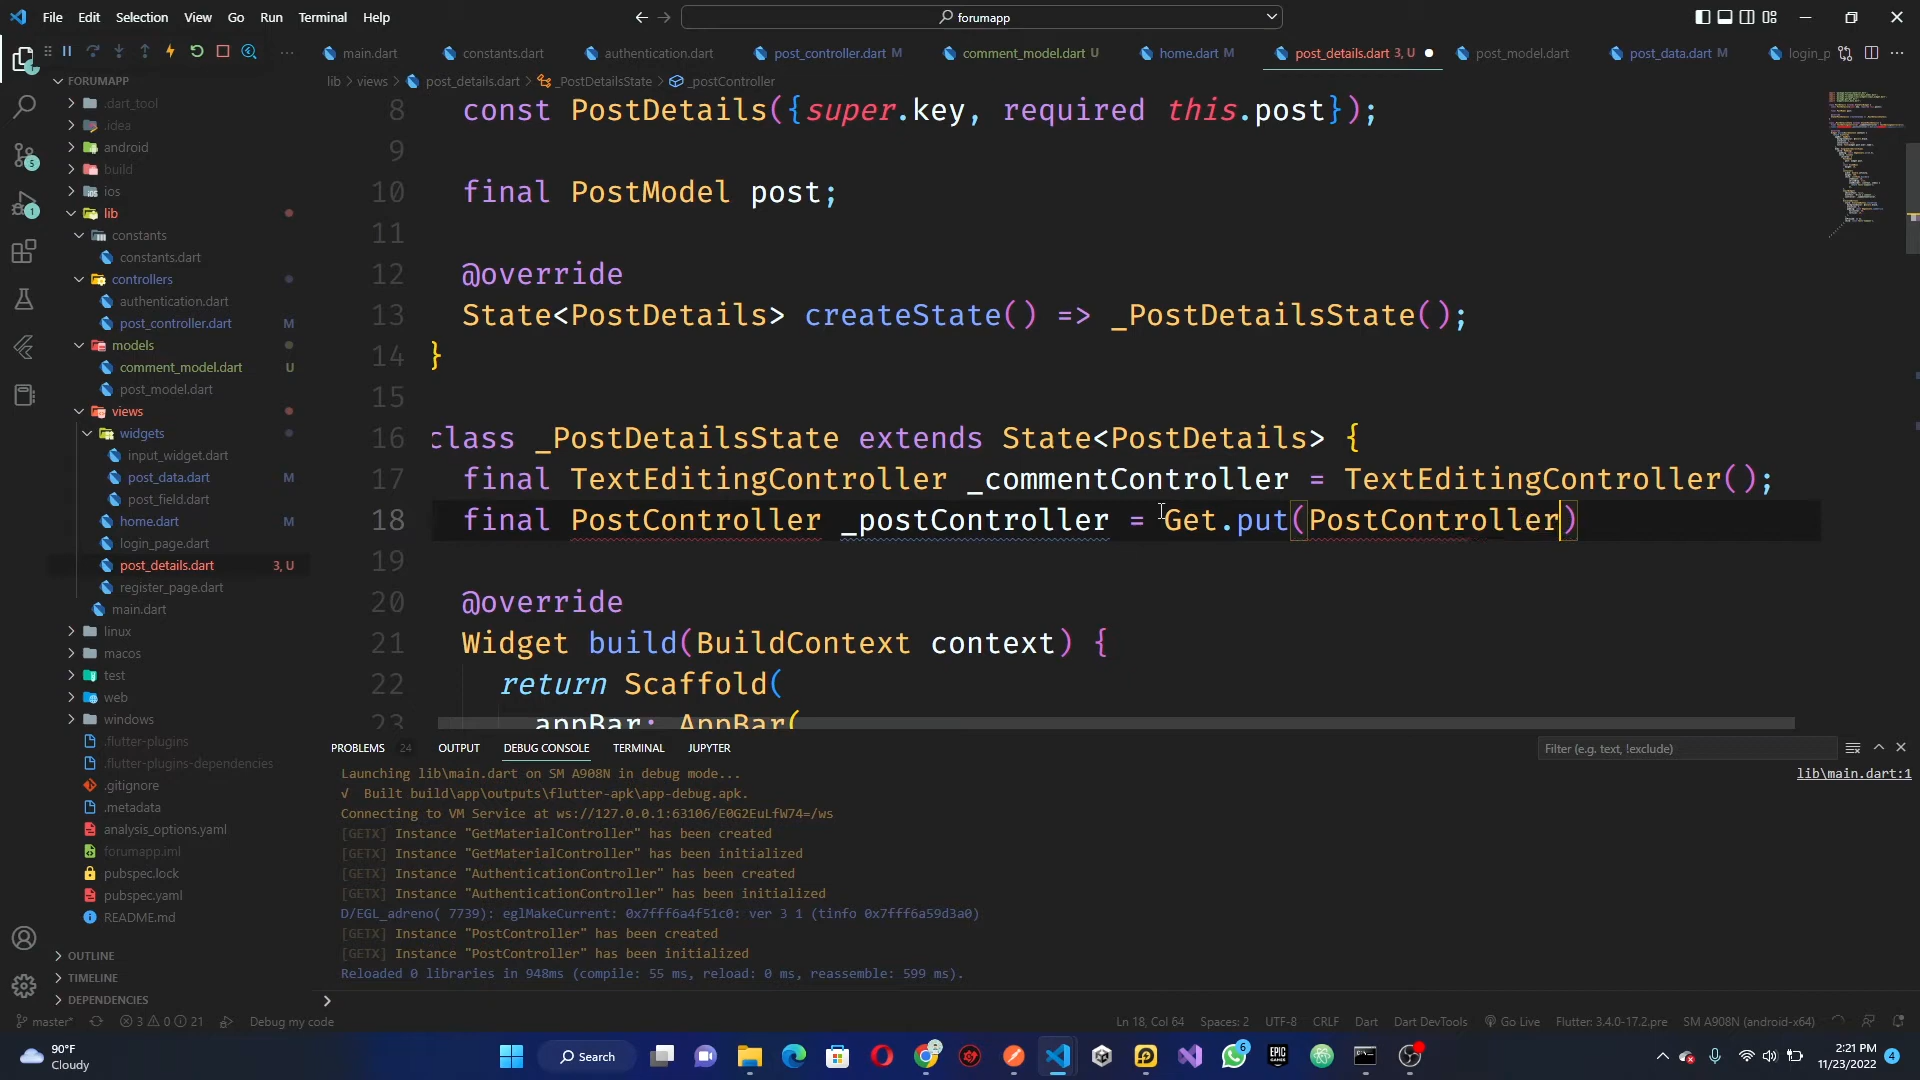 File Edit Selection View Go Run Terminal Help
forumapp
main.dart
constants.dart
authentication.dart
post_controller.dart M
comment_model.dart U
home.dart M
post_details.dart 3, U
post_model.dart
post_data.dart M
login_p
FORUMAPP
lib > views > post_details.dart > _PostDetailsState > _postController
.dart_tool
.idea
android
build
ios
lib
constants
constants.dart
controllers
authentication.dart
post_controller.dart M
models
comment_model.dart U
post_model.dart
views
widgets
input_widget.dart
post_data.dart M
post_field.dart
home.dart M
login_page.dart
post_details.dart 3, U
register_page.dart
main.dart
linux
macos
test
web
windows
.flutter-plugins
.flutter-plugins-dependencies
.gitignore
.metadata
analysis_options.yaml
forumapp.iml
pubspec.lock
pubspec.yaml
README.md
OUTLINE
TIMELINE
DEPENDENCIES
8 const PostDetails({super.key, required this.post});
9
10 final PostModel post;
11
12 @override
13 State<PostDetails> createState() => _PostDetailsState();
14 }
15
16 class _PostDetailsState extends State<PostDetails> {
17 final TextEditingController _commentController = TextEditingController();
18 final PostController _postController = Get.put(PostController)
19
20 @override
21 Widget build(BuildContext context) {
22 return Scaffold(
23 appBar: AppBar(
PROBLEMS 24 OUTPUT DEBUG CONSOLE TERMINAL JUPYTER
Filter (e.g. text, !exclude)
lib\main.dart:1
Launching lib\main.dart on SM A908N in debug mode...
√ Built build\app\outputs\flutter-apk\app-debug.apk.
Connecting to VM Service at ws://127.0.0.1:63106/E0G2EuLfW74=/ws
[GETX] Instance "GetMaterialController" has been created
[GETX] Instance "GetMaterialController" has been initialized
[GETX] Instance "AuthenticationController" has been created
[GETX] Instance "AuthenticationController" has been initialized
D/EGL_adreno( 7739): eglMakeCurrent: 0x7fff6a4f51c0: ver 3 1 (tinfo 0x7fff6a59d3a0)
[GETX] Instance "PostController" has been created
[GETX] Instance "PostController" has been initialized
Reloaded 0 libraries in 948ms (compile: 55 ms, reload: 0 ms, reassemble: 599 ms).
master* 3 0 21 Debug my code
Ln 18, Col 64 Spaces: 2 UTF-8 CRLF Dart Dart DevTools Go Live Flutter: 3.4.0-17.2.pre SM A908N (android-x64)
90°F
Cloudy
Search
2:21 PM
11/23/2022
5
1
6
EPIC
4